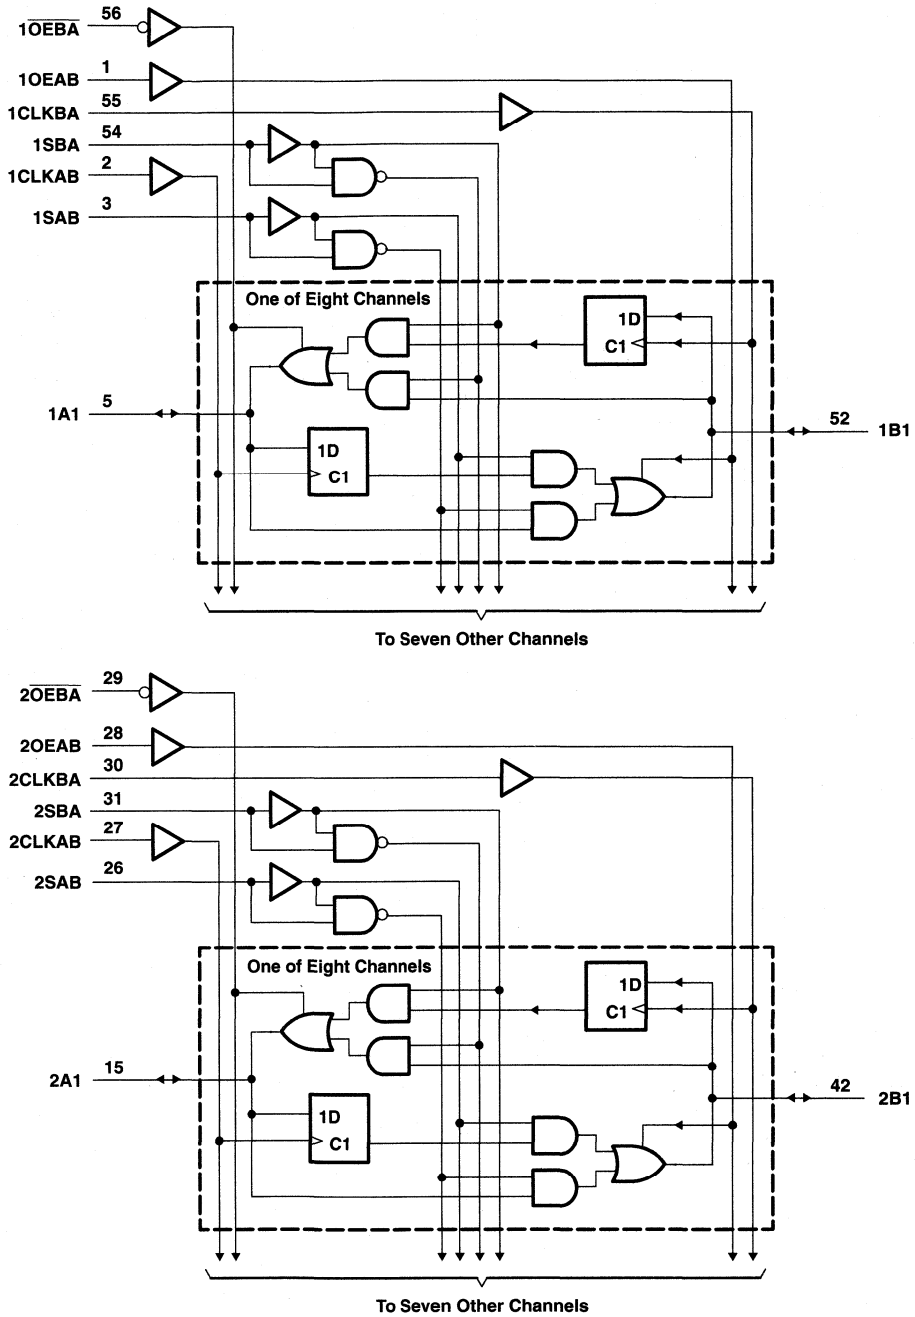 1OEBA 56
1OEAB 1
1CLKBA 55
1SBA 54
1CLKAB 2
1SAB 3
One of Eight Channels
1D
C1
1A1 5
52 1B1
1D
C1
To Seven Other Channels
2OEBA 29
2OEAB 28
2CLKBA 30
2SBA 31
2CLKAB 27
2SAB 26
One of Eight Channels
1D
C1
2A1 15
42 2B1
1D
C1
To Seven Other Channels